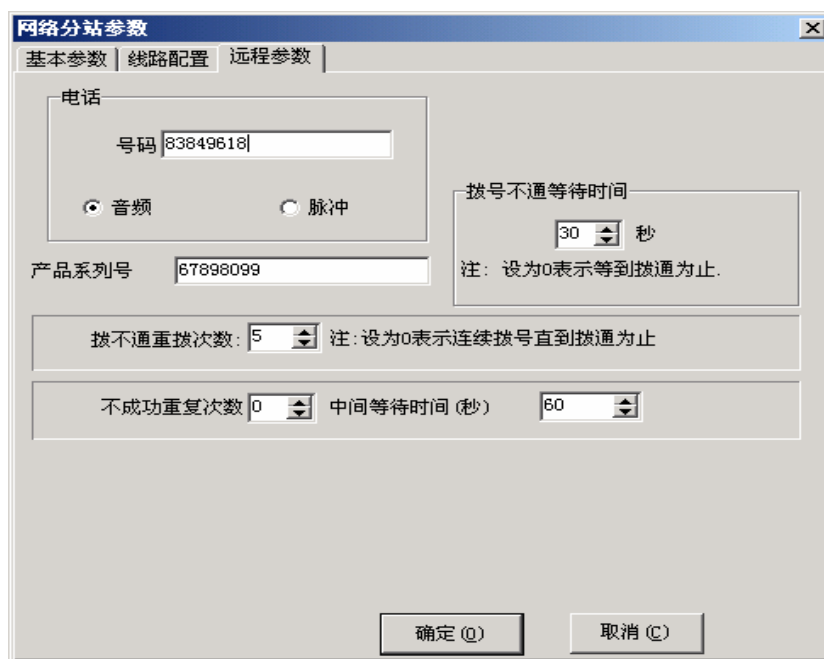 网络分站参数
基本参数 线路配置 远程参数
电话
号码 83849618
音频 脉冲
拨号不通等待时间
30 秒
注: 设为0表示等到拨通为止.
产品系列号 67898099
拨不通重拨次数: 5 注:设为0表示连续拨号直到拨通为止
不成功重复次数 0 中间等待时间(秒) 60
确定(O) 取消(C)